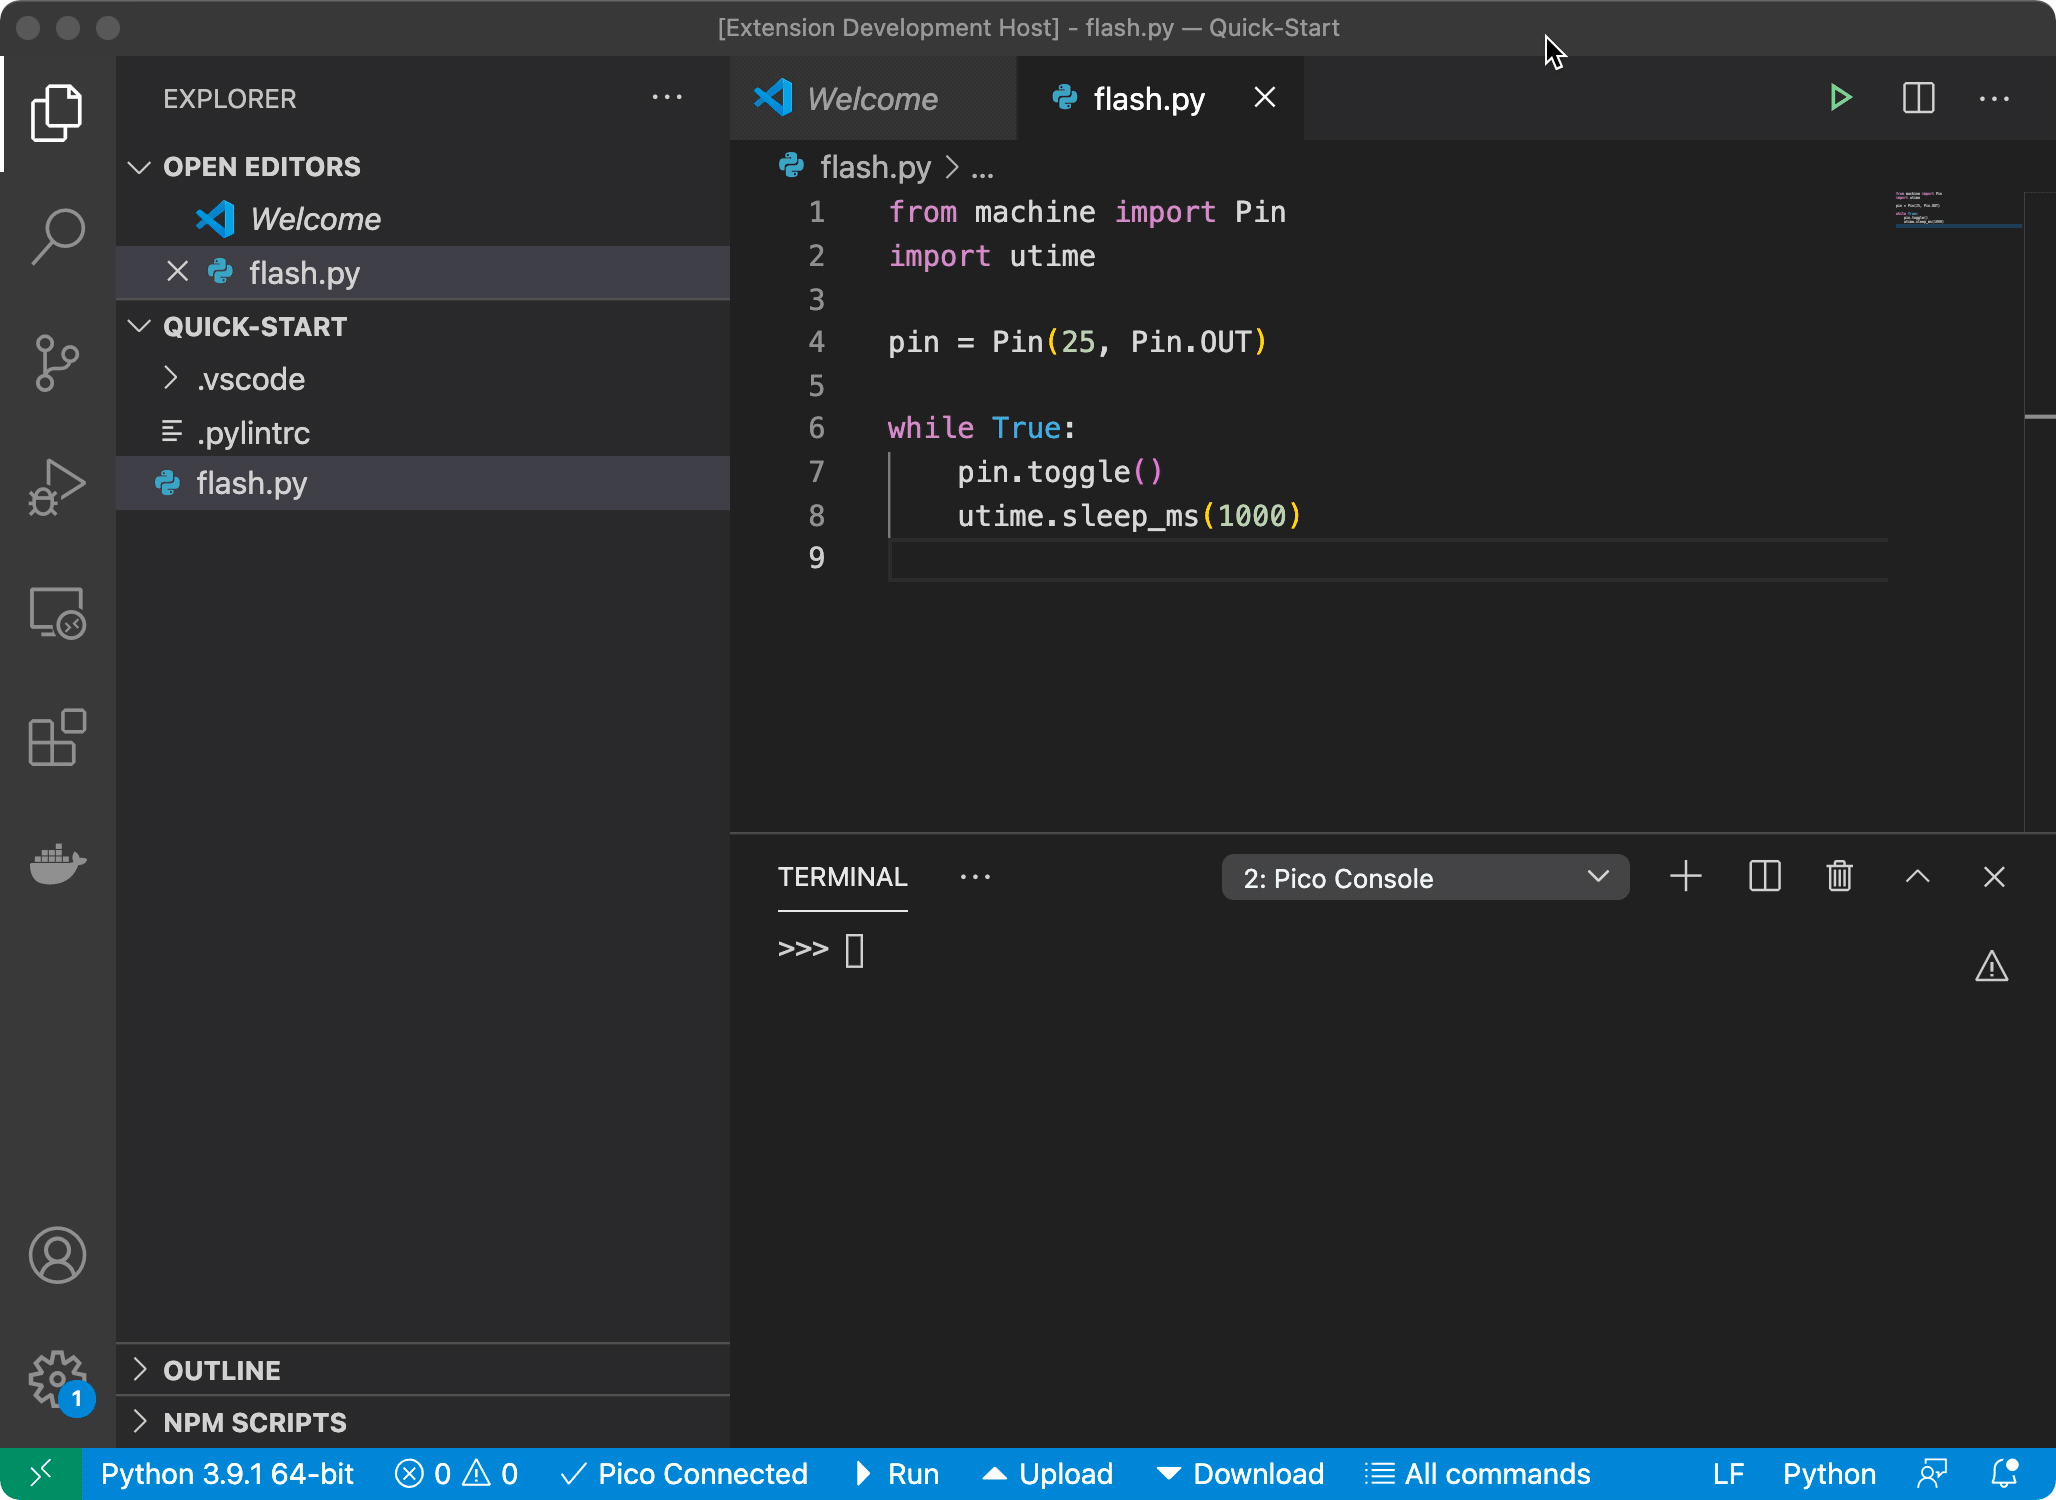 [Extension Development Host] - flash.py — Quick-Start
EXPLORER
OPEN EDITORS
Welcome
flash.py
QUICK-START
.vscode
.pylintrc
flash.py
OUTLINE
NPM SCRIPTS
Welcome
flash.py
flash.py > ...
1 from machine import Pin
2 import utime
3
4 pin = Pin(25, Pin.OUT)
5
6 while True:
7 pin.toggle()
8 utime.sleep_ms(1000)
9
TERMINAL
2: Pico Console
>>>
1
Python 3.9.1 64-bit 0 0 Pico Connected Run Upload Download All commands LF Python